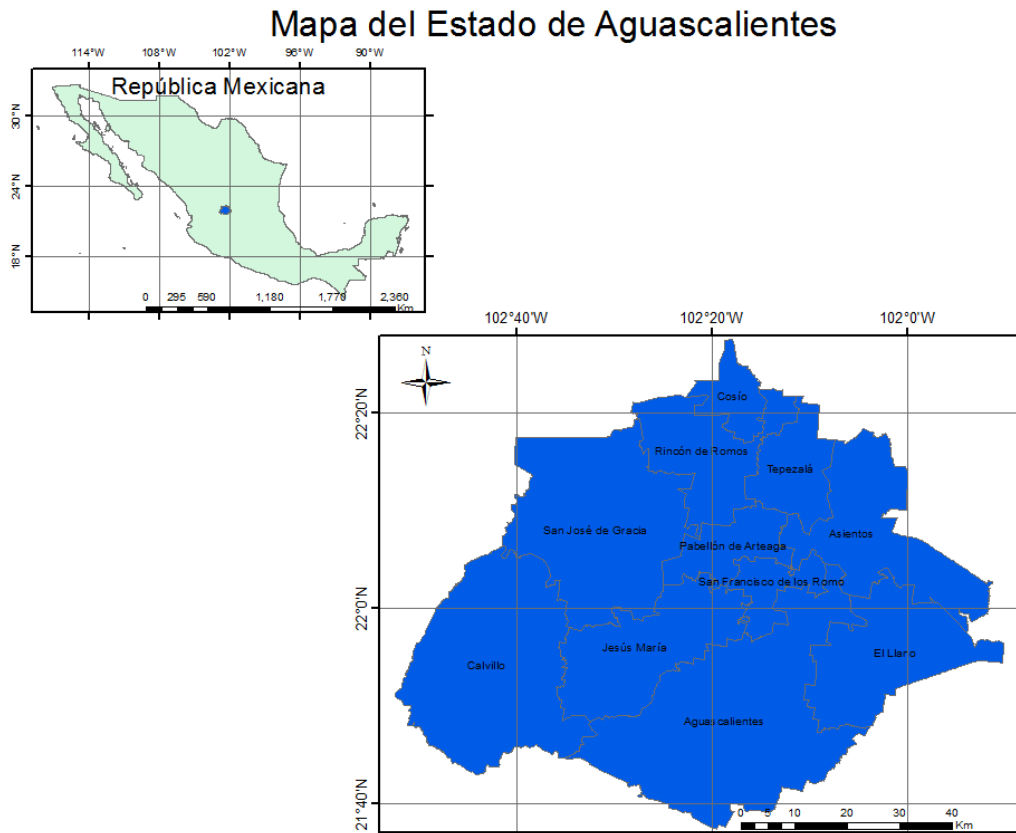 Mapa del Estado de Aguascalientes
114°W 108°W 102°W 96°W 90°W
República Mexicana
30°N
24°N
18°N
0 295 590 1,180 1,770 2,360
Km
102°40'W 102°20'W 102°0'W
N
22°20'N
22°0'N
21°40'N
Cosío
Rincón de Romos
Tepezalá
San José de Gracia
Asientos
Pabellón de Arteaga
San Francisco de los Romo
Jesús María
El Llano
Calvillo
Aguascalientes
0 5 10 20 30 40
Km